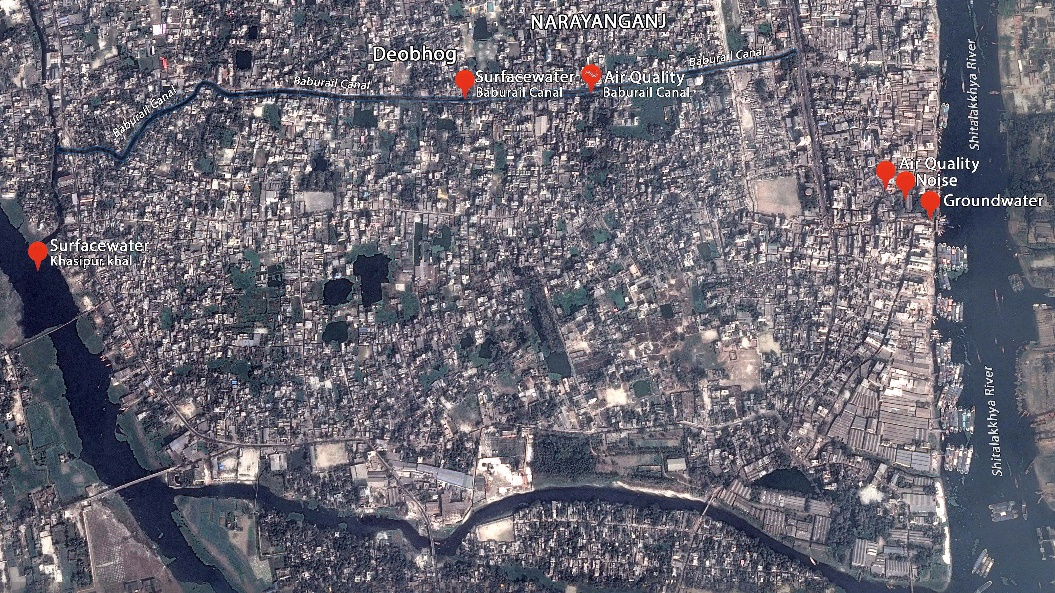 NARAYANGANJ
Deobhog
Baburail Canal
Surfacewater
Baburail Canal
Air Quality
Baburail Canal
Baburail Canal
Baburail Canal
Shitalakkhya River
Air Quality
Noise
Groundwater
Surfacewater
Khasipur khal
Shitalakkhya River